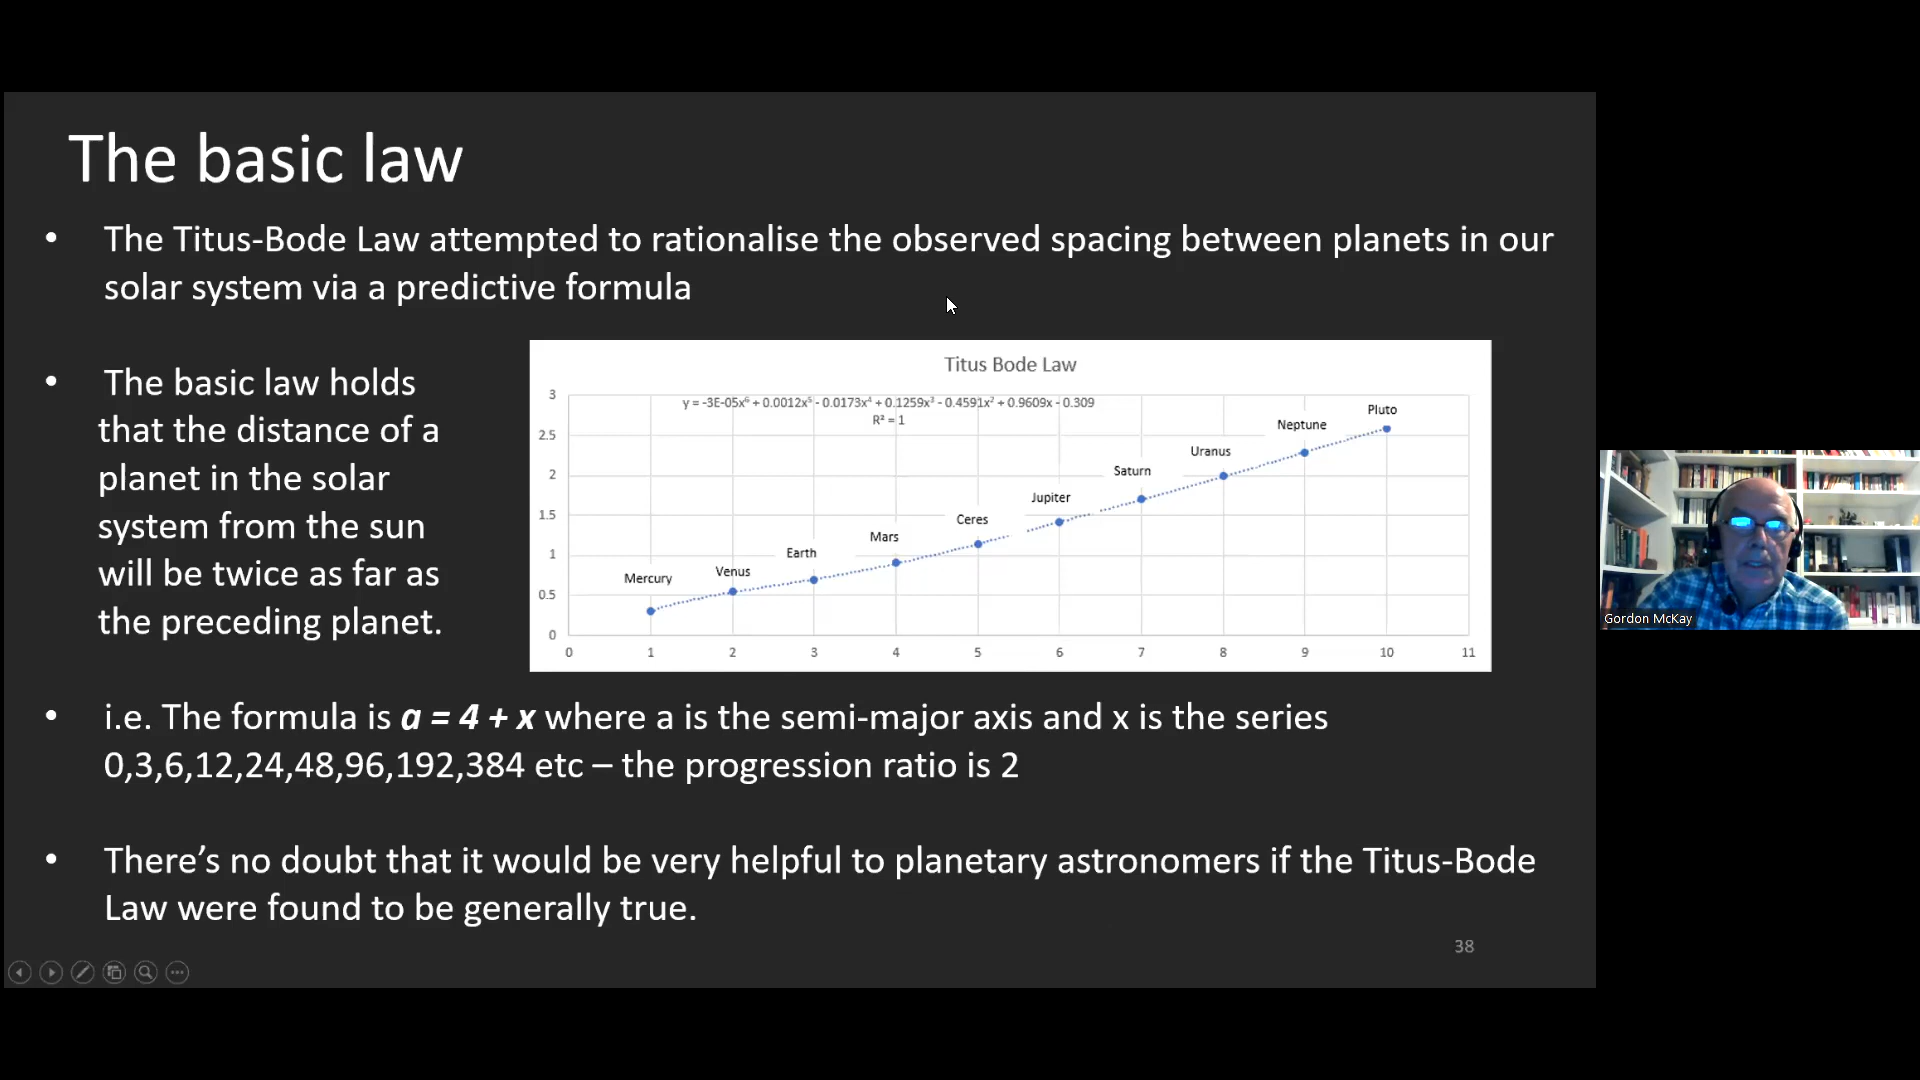 The basic law
• The Titus-Bode Law attempted to rationalise the observed spacing between planets in our
solar system via a predictive formula
• The basic law holds
that the distance of a
planet in the solar
system from the sun
will be twice as far as
the preceding planet.
Titus Bode Law
y = -3E-05x⁶ + 0.0012x⁵ - 0.0173x⁴ + 0.1259x³ - 0.4591x² + 0.9609x - 0.309
R² = 1
3
2.5
2
1.5
1
0.5
0
Mercury
Venus
Earth
Mars
Ceres
Jupiter
Saturn
Uranus
Neptune
Pluto
0 1 2 3 4 5 6 7 8 9 10 11
• i.e. The formula is a = 4 + x where a is the semi-major axis and x is the series
0,3,6,12,24,48,96,192,384 etc – the progression ratio is 2
• There’s no doubt that it would be very helpful to planetary astronomers if the Titus-Bode
Law were found to be generally true.
38
Gordon McKay